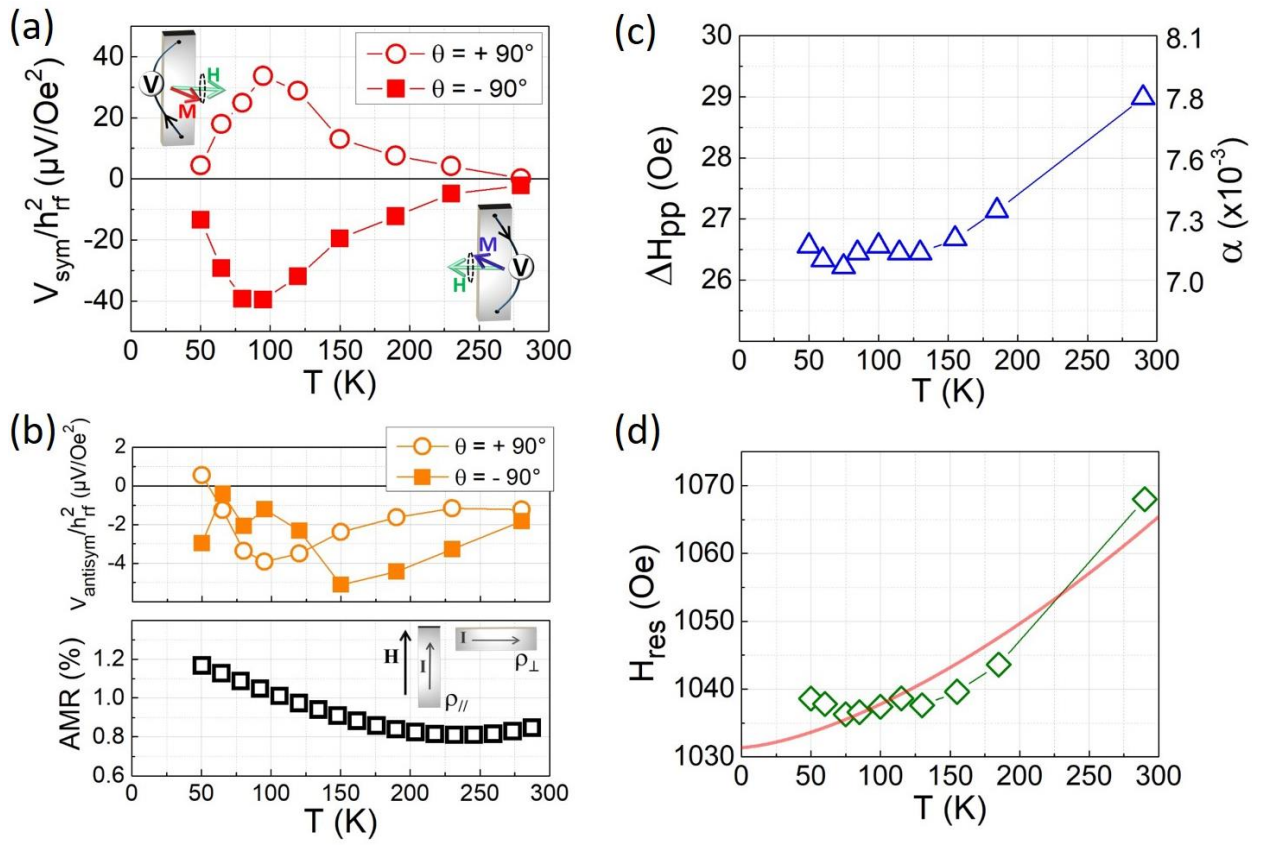 (a)
V_sym/h_rf^2 (µV/Oe^2)
40
20
0
-20
-40
θ = + 90°
θ = - 90°
V
H
M
M
V
H
0 50 100 150 200 250 300
T (K)
(b)
V_antisym/h_rf^2 (µV/Oe^2)
2
0
-2
-4
θ = + 90°
θ = - 90°
AMR (%)
1.2
1.0
0.8
0.6
H
I
ρ_//
I
ρ_⊥
0 50 100 150 200 250 300
T (K)
(c)
ΔH_pp (Oe)
30
29
28
27
26
8.1
7.8
7.6
7.3
7.0
α (x10^-3)
0 50 100 150 200 250 300
T (K)
(d)
H_res (Oe)
1070
1060
1050
1040
1030
0 50 100 150 200 250 300
T (K)